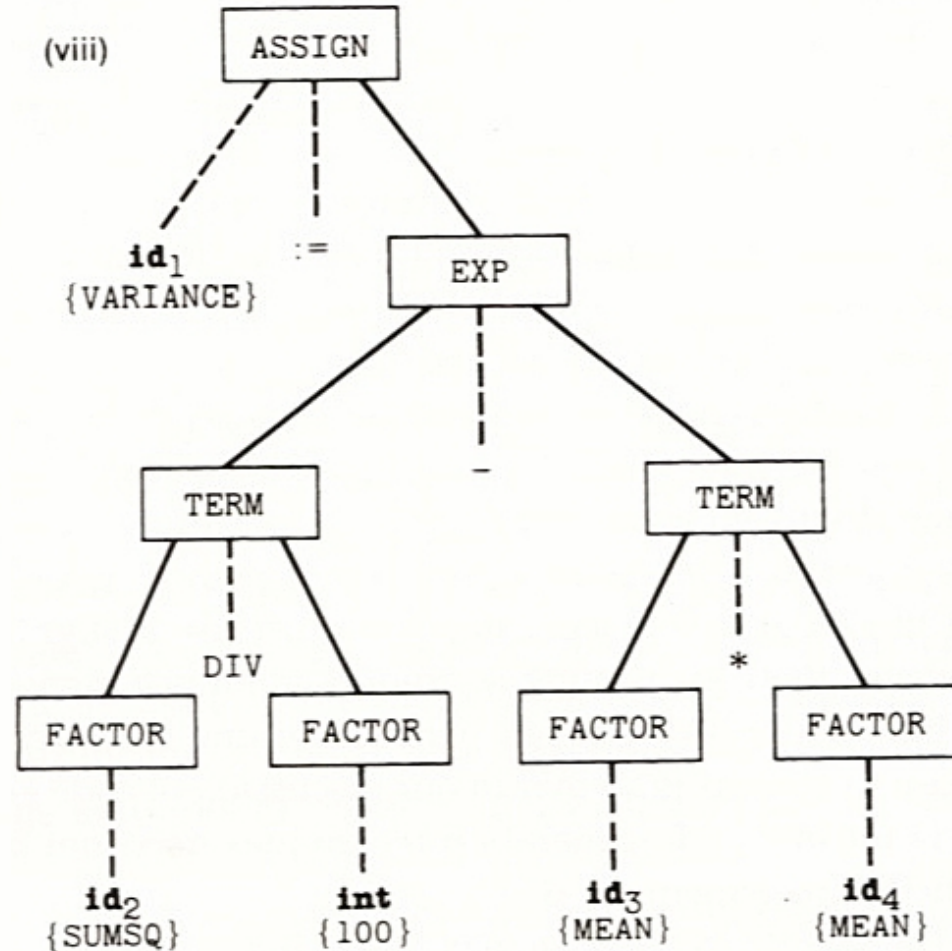 (viii)
ASSIGN
id1
:=
{VARIANCE}
EXP
–
TERM
TERM
DIV
*
FACTOR
FACTOR
FACTOR
FACTOR
id2
int
id3
id4
{SUMSQ}
{100}
{MEAN}
{MEAN}